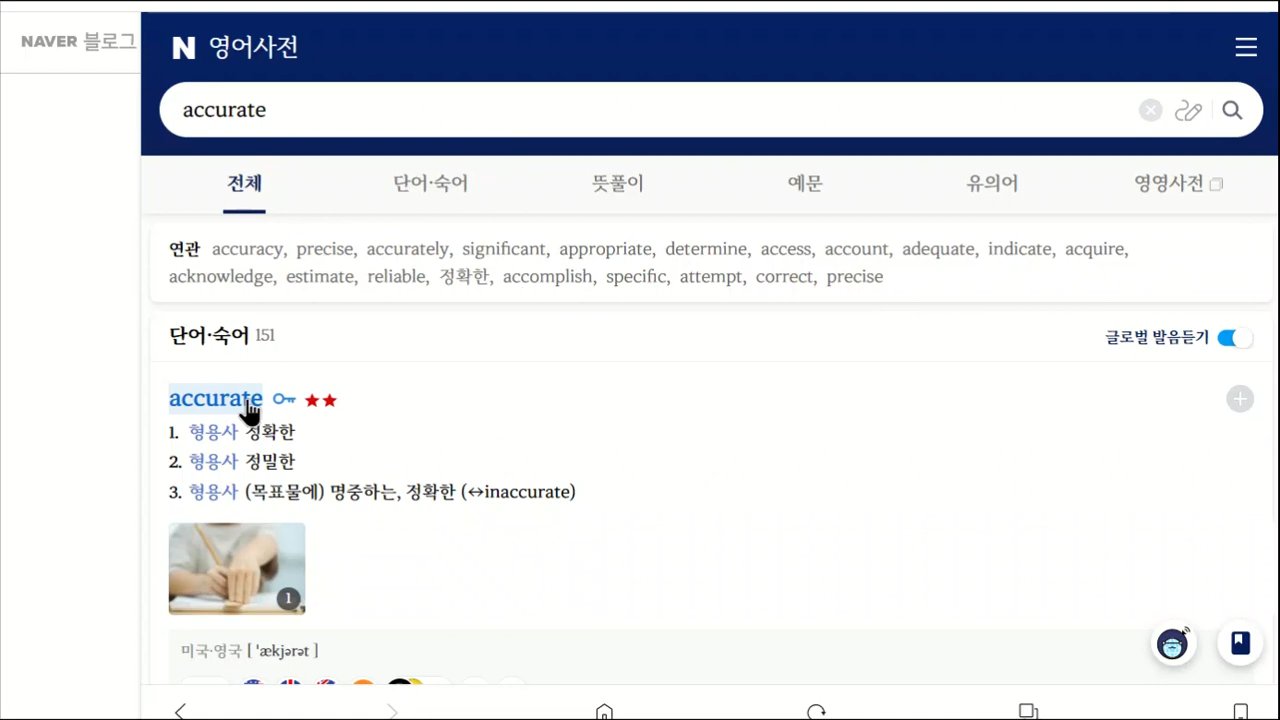 NAVER 블로그
N 영어사전
accurate
전체 단어·숙어 뜻풀이 예문 유의어 영영사전
연관 accuracy, precise, accurately, significant, appropriate, determine, access, account, adequate, indicate, acquire,
acknowledge, estimate, reliable, 정확한, accomplish, specific, attempt, correct, precise
단어·숙어 151 글로벌 발음듣기
accurate
1. 형용사 정확한
2. 형용사 정밀한
3. 형용사 (목표물에) 명중하는, 정확한 (↔inaccurate)
1
미국·영국 [ ˈækjərət ]